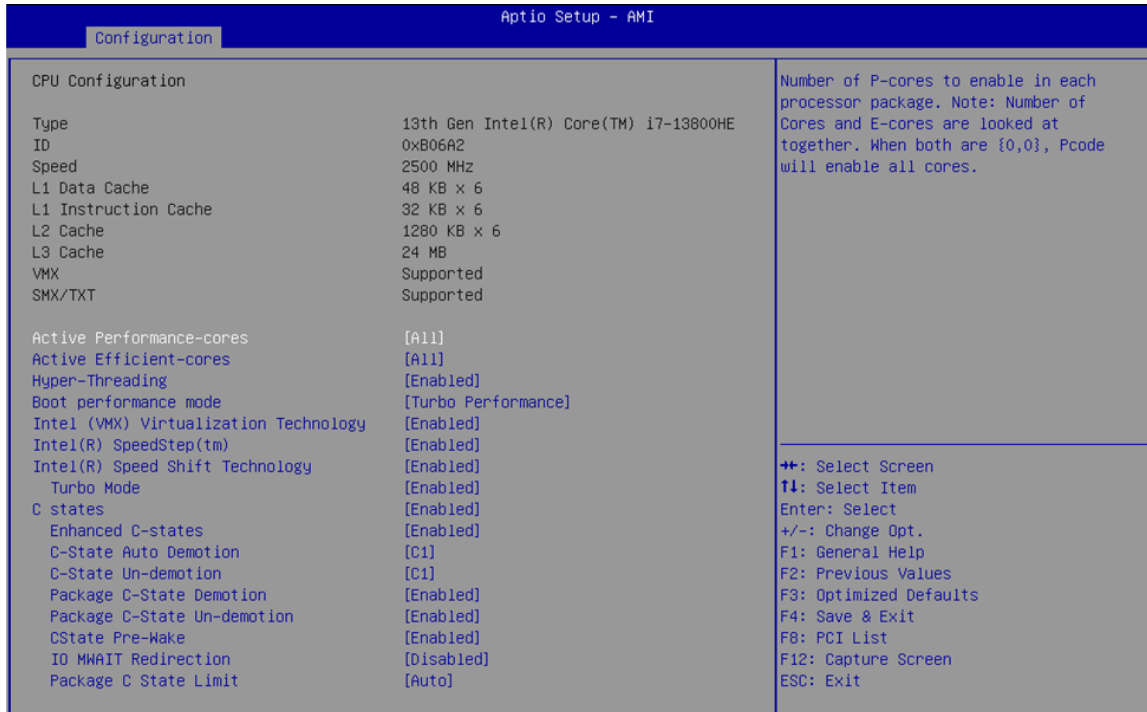 Aptio Setup - AMI
Configuration
CPU Configuration
Type 13th Gen Intel(R) Core(TM) i7-13800HE
ID 0xB06A2
Speed 2500 MHz
L1 Data Cache 48 KB x 6
L1 Instruction Cache 32 KB x 6
L2 Cache 1280 KB x 6
L3 Cache 24 MB
VMX Supported
SMX/TXT Supported
Active Performance-cores [All]
Active Efficient-cores [All]
Hyper-Threading [Enabled]
Boot performance mode [Turbo Performance]
Intel (VMX) Virtualization Technology [Enabled]
Intel(R) SpeedStep(tm) [Enabled]
Intel(R) Speed Shift Technology [Enabled]
Turbo Mode [Enabled]
C states [Enabled]
Enhanced C-states [Enabled]
C-State Auto Demotion [C1]
C-State Un-demotion [C1]
Package C-State Demotion [Enabled]
Package C-State Un-demotion [Enabled]
CState Pre-Wake [Enabled]
IO MWAIT Redirection [Disabled]
Package C State Limit [Auto]
Number of P-cores to enable in each
processor package. Note: Number of
Cores and E-cores are looked at
together. When both are {0,0}, Pcode
will enable all cores.
→←: Select Screen
↑↓: Select Item
Enter: Select
+/-: Change Opt.
F1: General Help
F2: Previous Values
F3: Optimized Defaults
F4: Save & Exit
F8: PCI List
F12: Capture Screen
ESC: Exit